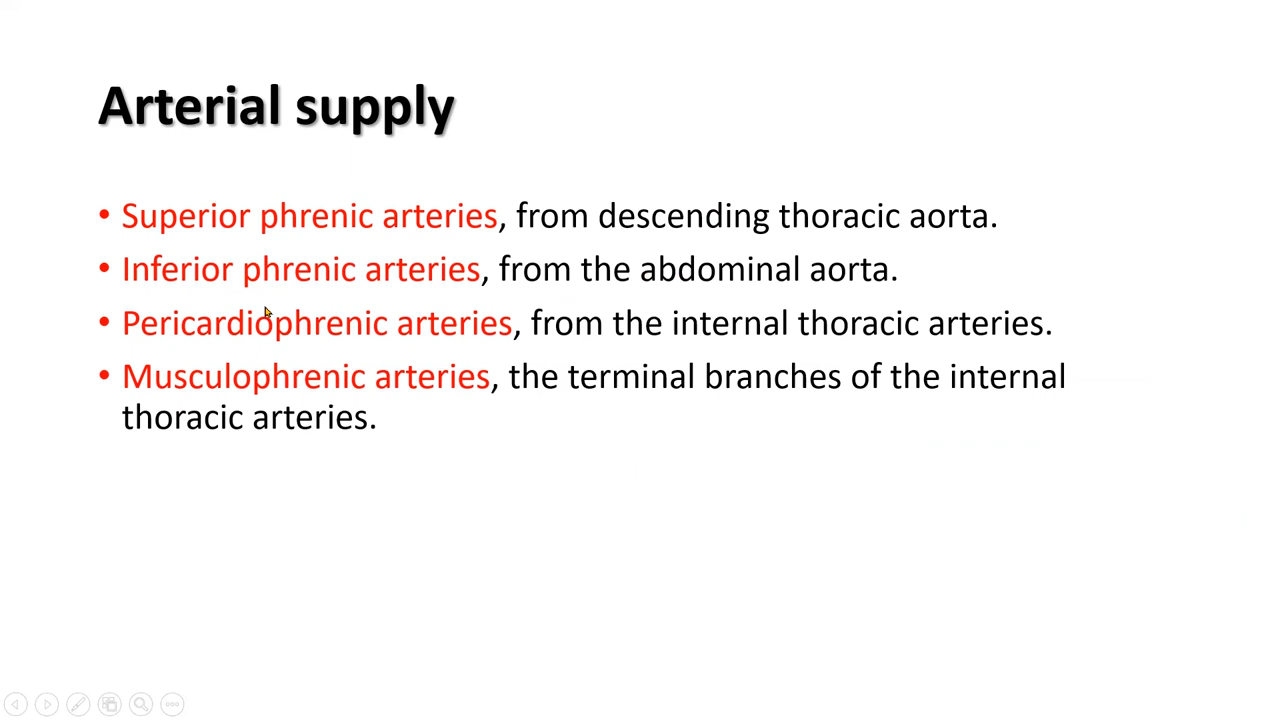 Arterial supply
• Superior phrenic arteries, from descending thoracic aorta.
• Inferior phrenic arteries, from the abdominal aorta.
• Pericardiophrenic arteries, from the internal thoracic arteries.
• Musculophrenic arteries, the terminal branches of the internal
thoracic arteries.